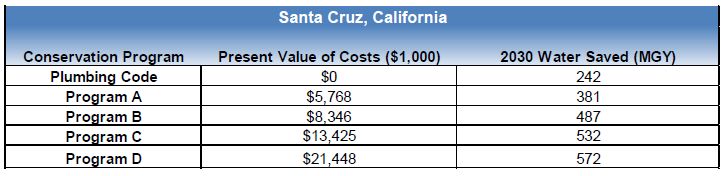 Santa Cruz, California
Conservation Program Present Value of Costs ($1,000) 2030 Water Saved (MGY)
Plumbing Code $0 242
Program A $5,768 381
Program B $8,346 487
Program C $13,425 532
Program D $21,448 572